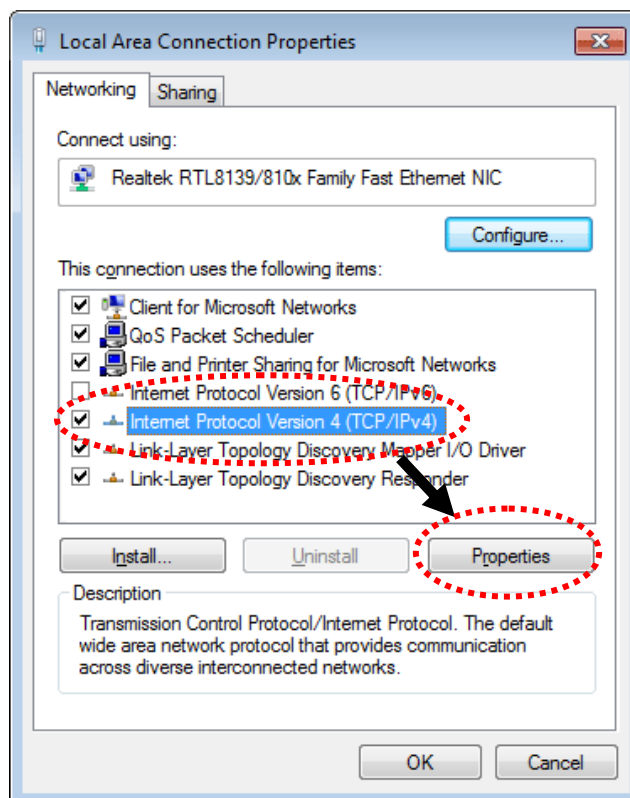 Local Area Connection Properties
Networking
Sharing
Connect using:
Realtek RTL8139/810x Family Fast Ethernet NIC
Configure...
This connection uses the following items:
Client for Microsoft Networks
QoS Packet Scheduler
File and Printer Sharing for Microsoft Networks
Internet Protocol Version 6 (TCP/IPv6)
Internet Protocol Version 4 (TCP/IPv4)
Link-Layer Topology Discovery Mapper I/O Driver
Link-Layer Topology Discovery Responder
Install...
Uninstall
Properties
Description
Transmission Control Protocol/Internet Protocol. The default
wide area network protocol that provides communication
across diverse interconnected networks.
OK
Cancel